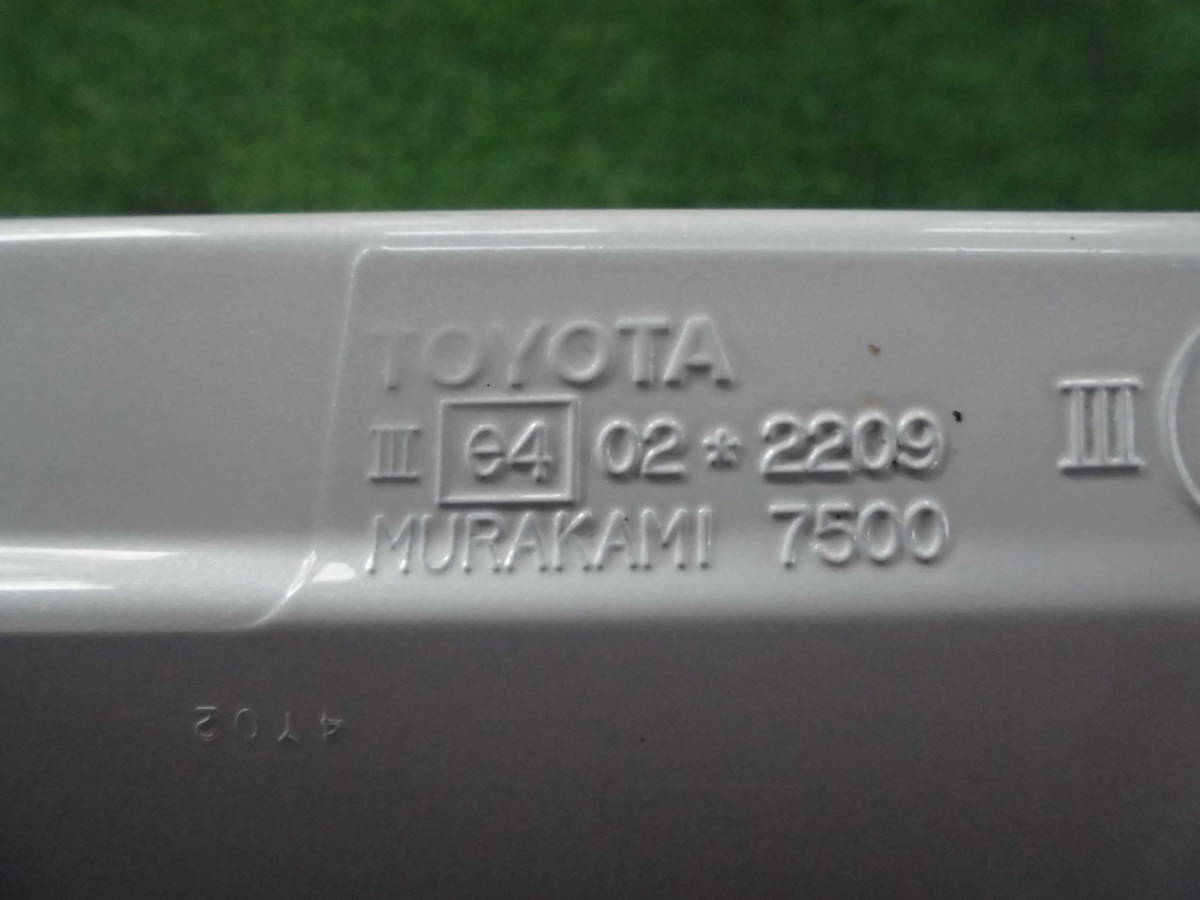 TOYOTA
III e4 02 * 2209 III
MURAKAMI 7500
4Y02